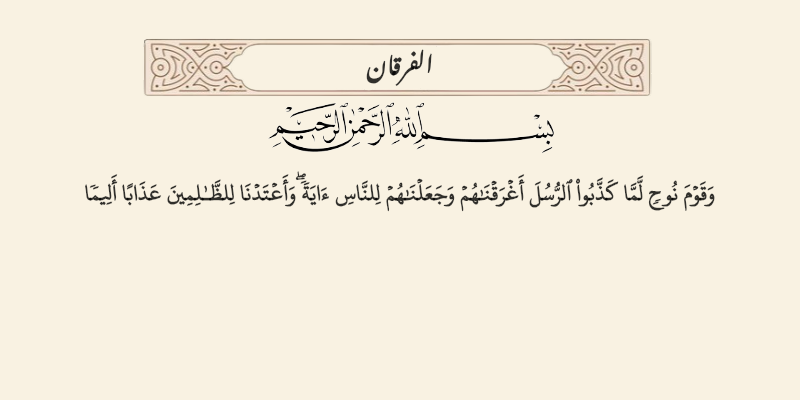 الفرقان
بِسْمِ ٱللَّهِ ٱلرَّحْمَٰنِ ٱلرَّحِيمِ
وَقَوْمَ نُوحٍ لَّمَّا كَذَّبُوا۟ ٱلرُّسُلَ أَغْرَقْنَـٰهُمْ وَجَعَلْنَـٰهُمْ لِلنَّاسِ ءَايَةً ۖ وَأَعْتَدْنَا لِلظَّـٰلِمِينَ عَذَابًا أَلِيمًا